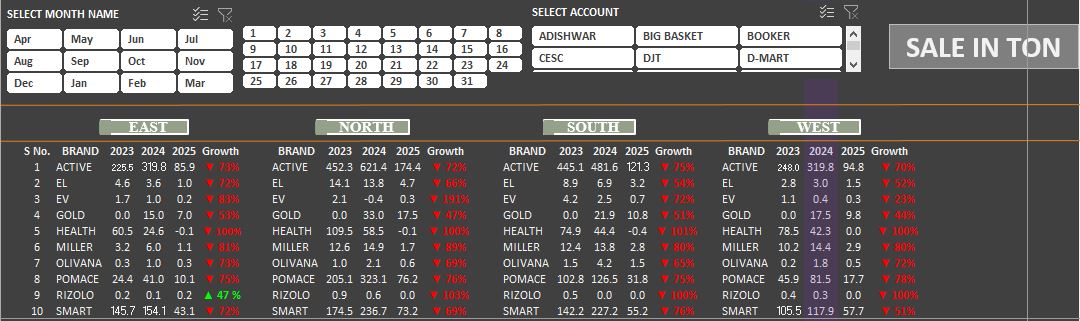 SELECT MONTH NAME
Apr May Jun Jul
Aug Sep Oct Nov
Dec Jan Feb Mar
1 2 3 4 5 6 7 8
9 10 11 12 13 14 15 16
17 18 19 20 21 22 23 24
25 26 27 28 29 30 31
SELECT ACCOUNT
ADISHWAR BIG BASKET BOOKER
CESC DJT D-MART
SALE IN TON
EAST NORTH SOUTH WEST
S No. BRAND 2023 2024 2025 Growth BRAND 2023 2024 2025 Growth BRAND 2023 2024 2025 Growth BRAND 2023 2024 2025 Growth
1 ACTIVE 225.5 319.8 85.9 ▼ 73% ACTIVE 452.3 621.4 174.4 ▼ 72% ACTIVE 445.1 481.6 121.3 ▼ 75% ACTIVE 248.0 319.8 94.8 ▼ 70%
2 EL 4.6 3.6 1.0 ▼ 72% EL 14.1 13.8 4.7 ▼ 66% EL 8.9 6.9 3.2 ▼ 54% EL 2.8 3.0 1.5 ▼ 52%
3 EV 1.7 1.0 0.2 ▼ 83% EV 2.1 -0.4 0.3 ▼ 191% EV 4.2 2.5 0.7 ▼ 72% EV 1.1 0.4 0.3 ▼ 23%
4 GOLD 0.0 15.0 7.0 ▼ 53% GOLD 0.0 33.0 17.5 ▼ 47% GOLD 0.0 21.9 10.8 ▼ 51% GOLD 0.0 17.5 9.8 ▼ 44%
5 HEALTH 60.5 24.6 -0.1 ▼ 100% HEALTH 109.5 58.5 -0.1 ▼ 100% HEALTH 74.9 44.4 -0.4 ▼ 101% HEALTH 78.5 42.3 0.0 ▼ 100%
6 MILLER 3.2 6.0 1.1 ▼ 81% MILLER 12.6 14.9 1.7 ▼ 89% MILLER 12.4 13.8 2.8 ▼ 80% MILLER 10.2 14.4 2.9 ▼ 80%
7 OLIVANA 0.3 1.0 0.3 ▼ 73% OLIVANA 1.0 2.1 0.6 ▼ 69% OLIVANA 1.5 4.2 1.5 ▼ 65% OLIVANA 0.2 1.8 0.5 ▼ 72%
8 POMACE 24.4 41.0 10.1 ▼ 75% POMACE 205.1 323.1 76.2 ▼ 76% POMACE 102.8 126.5 31.8 ▼ 75% POMACE 45.9 81.5 17.7 ▼ 78%
9 RIZOLO 0.2 0.1 0.2 ▲ 47 % RIZOLO 0.9 0.6 0.0 ▼ 103% RIZOLO 0.5 0.5 0.0 ▼ 100% RIZOLO 0.4 0.3 0.0 ▼ 100%
10 SMART 145.7 154.1 43.1 ▼ 72% SMART 174.5 236.7 73.2 ▼ 69% SMART 142.2 227.2 55.2 ▼ 76% SMART 105.5 117.9 57.7 ▼ 51%